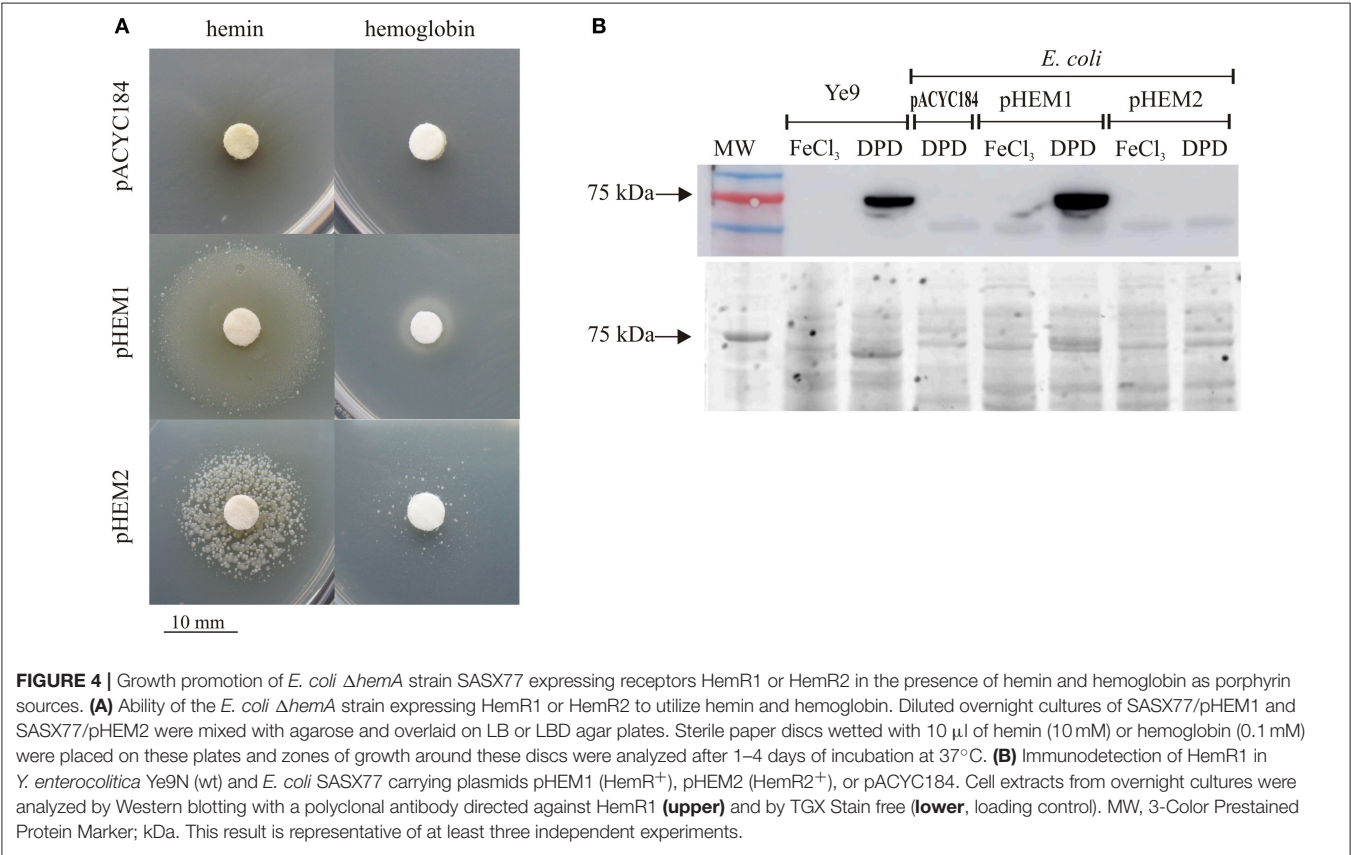 A
hemin
hemoglobin
pACYC184
pHEM1
pHEM2
10 mm
B
E. coli
Ye9
pACYC184
pHEM1
pHEM2
MW
FeCl3
DPD
DPD
FeCl3
DPD
FeCl3
DPD
75 kDa
75 kDa
FIGURE 4 | Growth promotion of E. coli ΔhemA strain SASX77 expressing receptors HemR1 or HemR2 in the presence of hemin and hemoglobin as porphyrin
sources. (A) Ability of the E. coli ΔhemA strain expressing HemR1 or HemR2 to utilize hemin and hemoglobin. Diluted overnight cultures of SASX77/pHEM1 and
SASX77/pHEM2 were mixed with agarose and overlaid on LB or LBD agar plates. Sterile paper discs wetted with 10 μl of hemin (10 mM) or hemoglobin (0.1 mM)
were placed on these plates and zones of growth around these discs were analyzed after 1–4 days of incubation at 37°C. (B) Immunodetection of HemR1 in
Y. enterocolitica Ye9N (wt) and E. coli SASX77 carrying plasmids pHEM1 (HemR+), pHEM2 (HemR2+), or pACYC184. Cell extracts from overnight cultures were
analyzed by Western blotting with a polyclonal antibody directed against HemR1 (upper) and by TGX Stain free (lower, loading control). MW, 3-Color Prestained
Protein Marker; kDa. This result is representative of at least three independent experiments.